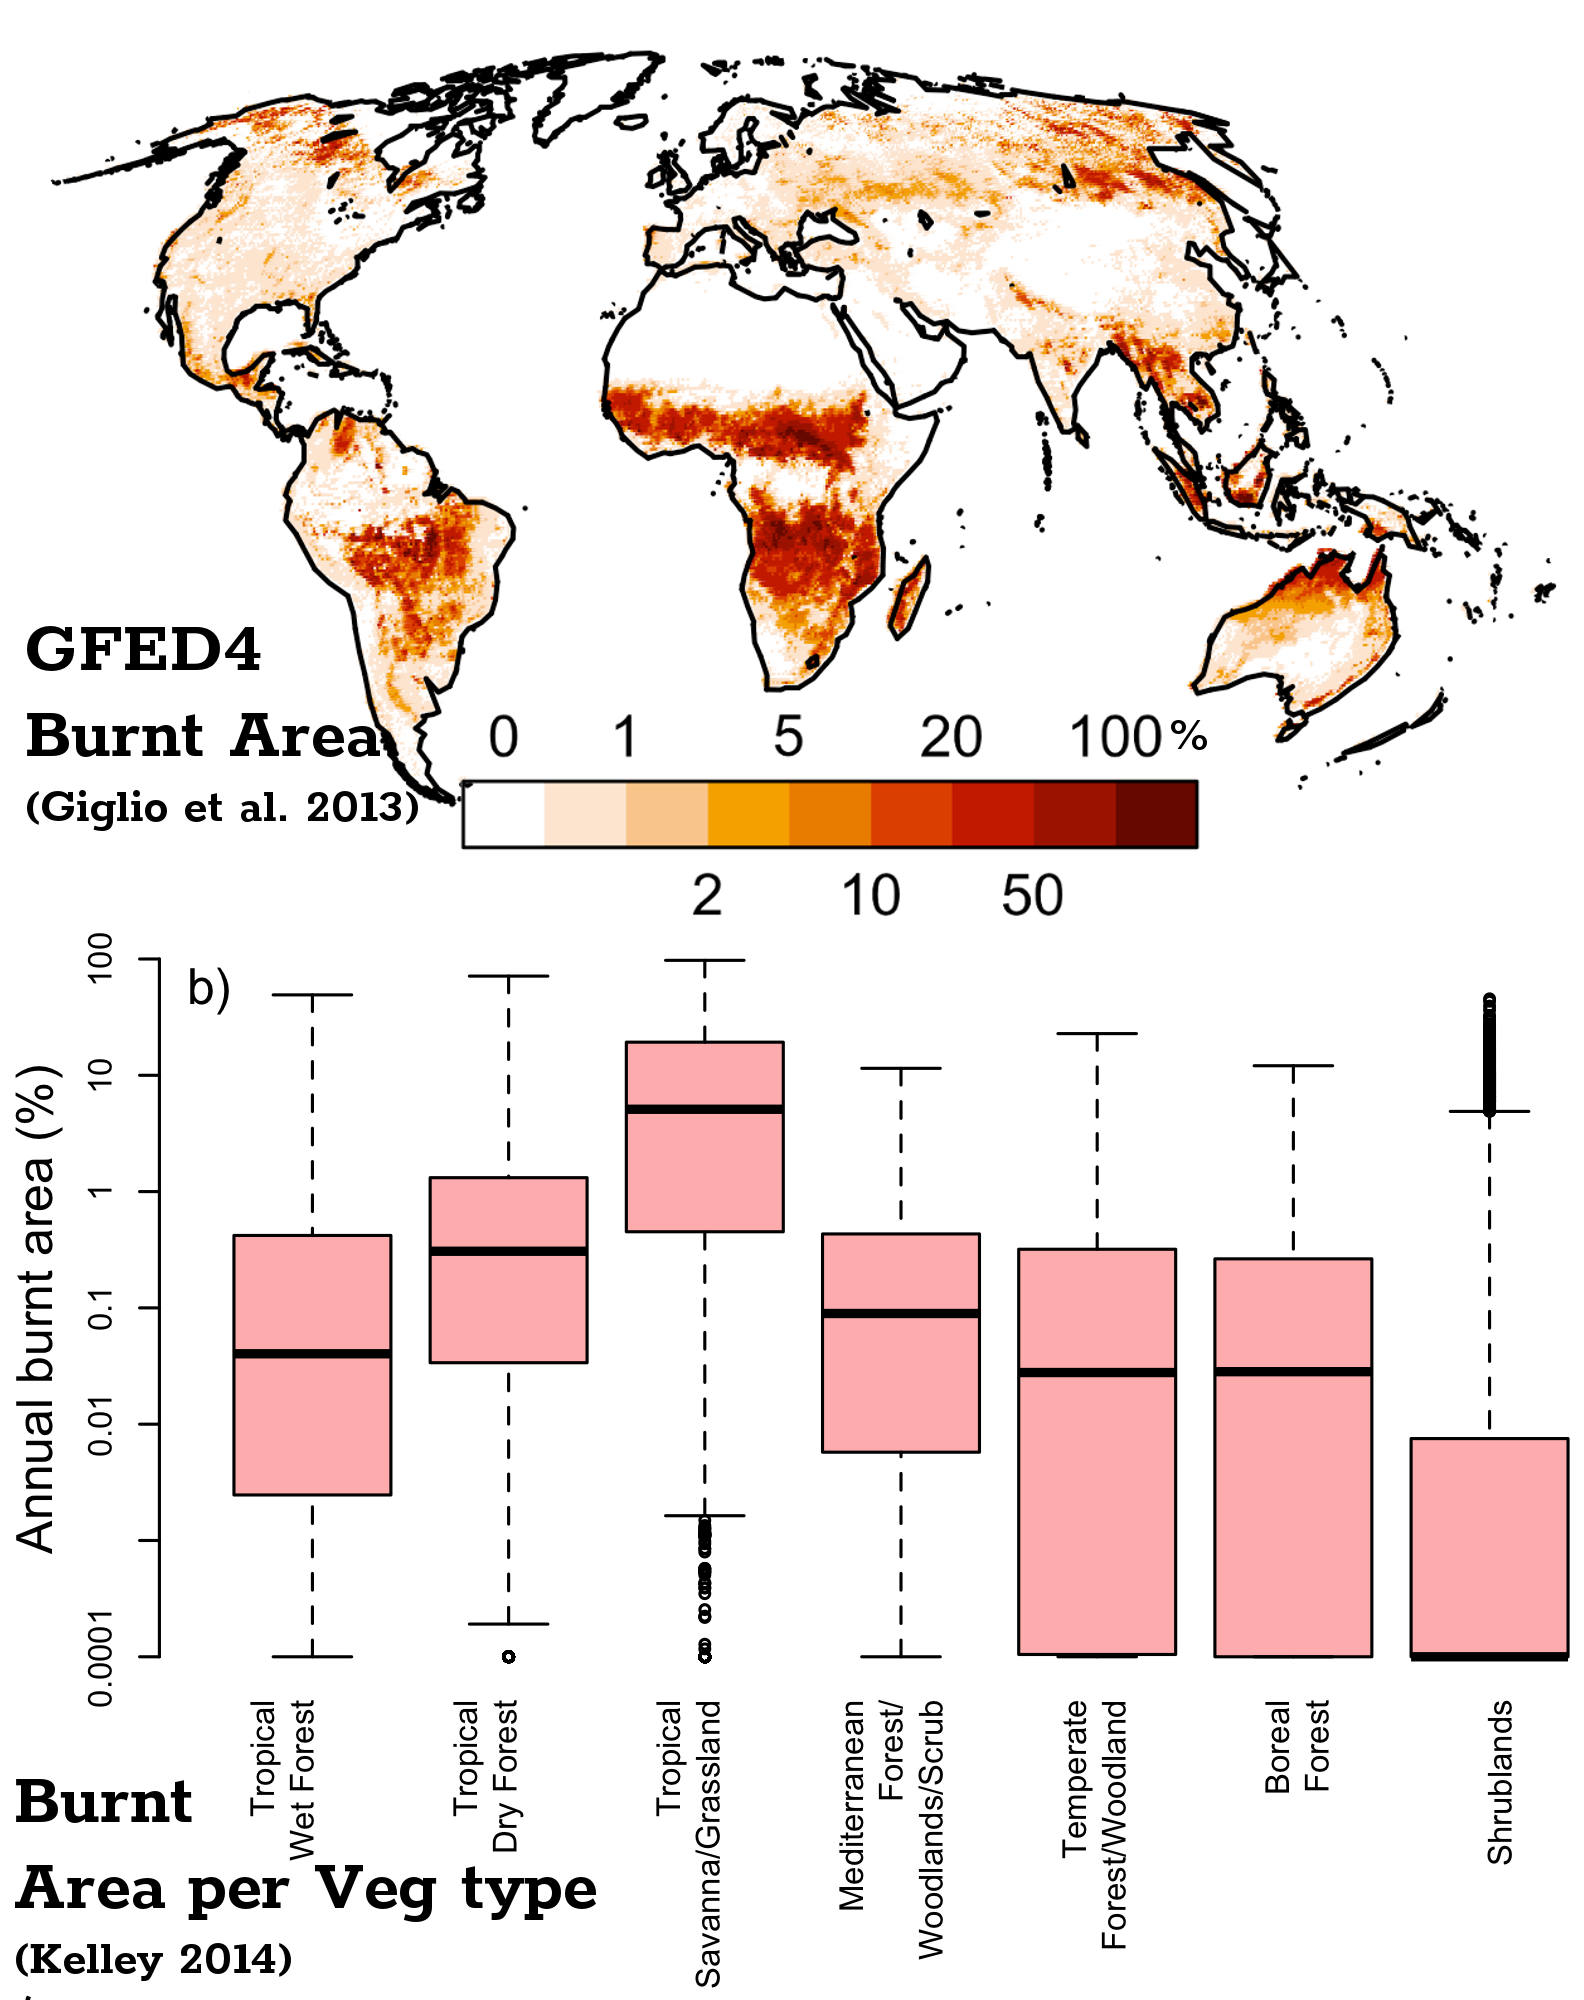 GFED4
Burnt Area
(Giglio et al. 2013)
0 1 5 20 100 %
2 10 50
b)
Annual burnt area (%)
100
10
1
0.1
0.01
0.0001
Tropical
Wet Forest
Tropical
Dry Forest
Tropical
Savanna/Grassland
Mediterranean
Forest/
Woodlands/Scrub
Temperate
Forest/Woodland
Boreal
Forest
Shrublands
Burnt
Area per Veg type
(Kelley 2014)